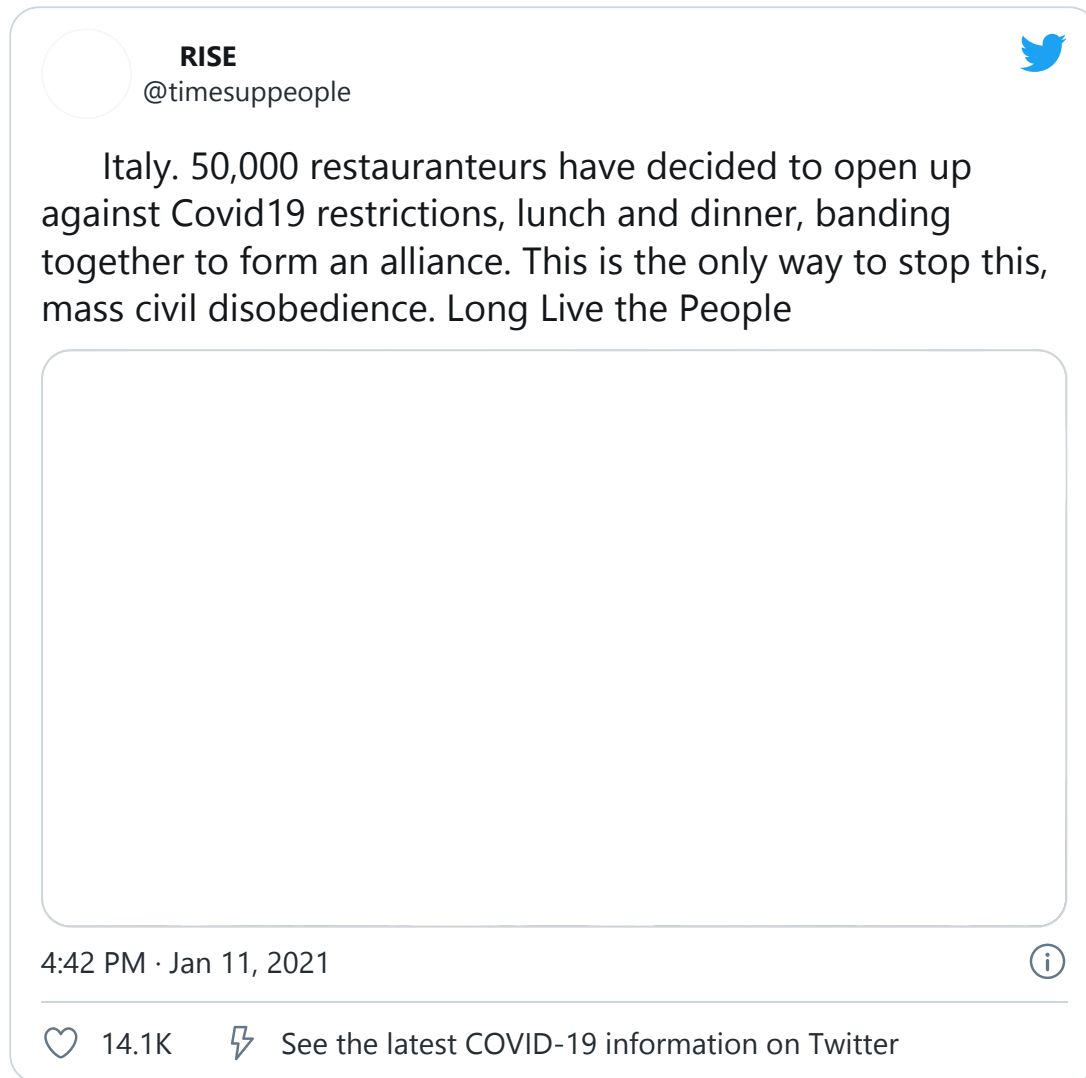 RISE
@timesuppeople
Italy. 50,000 restauranteurs have decided to open up
against Covid19 restrictions, lunch and dinner, banding
together to form an alliance. This is the only way to stop this,
mass civil disobedience. Long Live the People
4:42 PM · Jan 11, 2021
14.1K See the latest COVID-19 information on Twitter